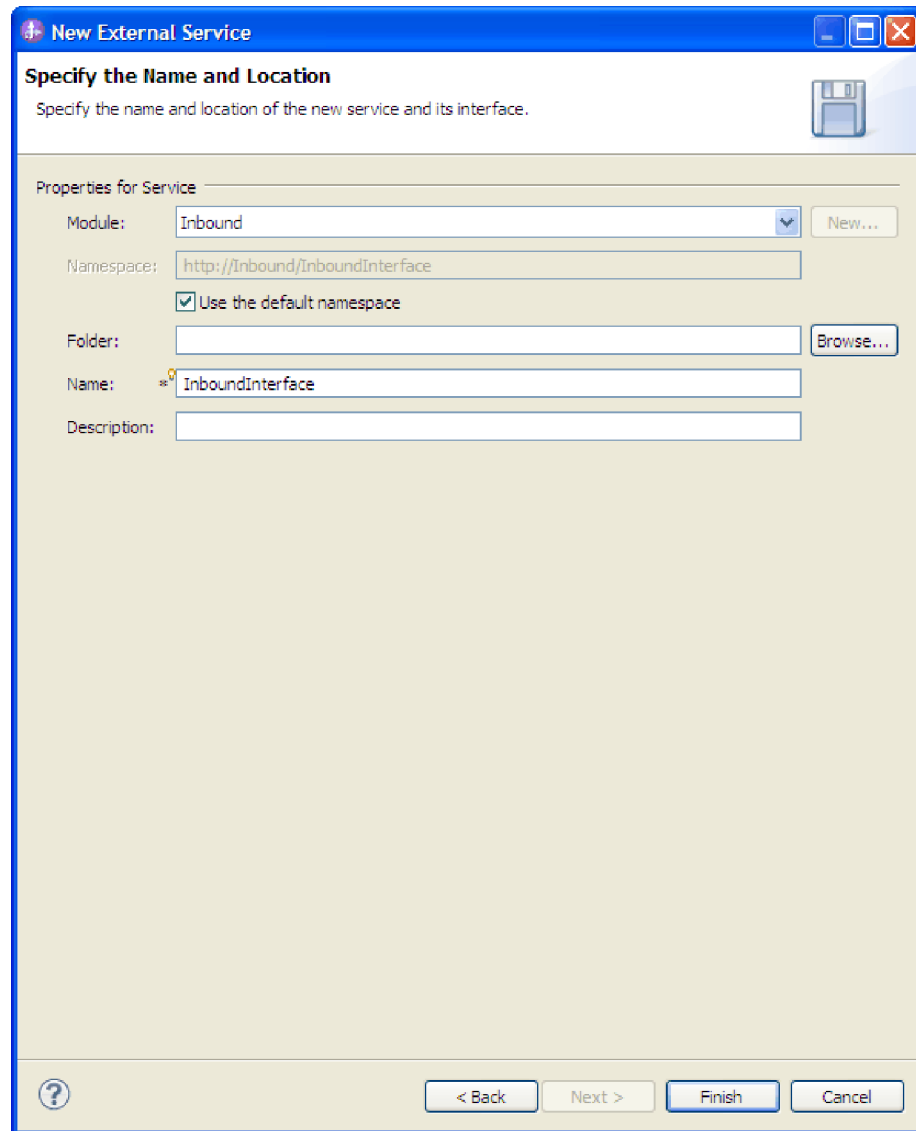 New External Service
Specify the Name and Location
Specify the name and location of the new service and its interface.
Properties for Service
Module: Inbound New...
Namespace: http://Inbound/InboundInterface
Use the default namespace
Folder: Browse...
Name: * InboundInterface
Description:
? < Back Next > Finish Cancel